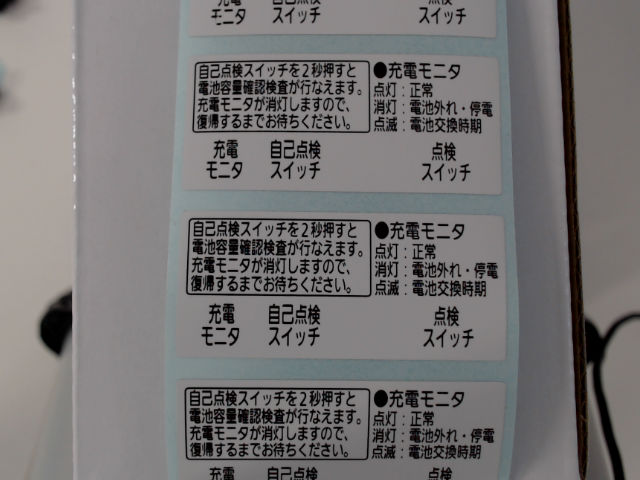 充電 自己点検 点検
モニタ スイッチ スイッチ
自己点検スイッチを2秒押すと
電池容量確認検査が行なえます。
充電モニタが消灯しますので、
復帰するまでお待ちください。
●充電モニタ
点灯：正常
消灯：電池外れ・停電
点滅：電池交換時期
充電 自己点検 点検
モニタ スイッチ スイッチ
自己点検スイッチを2秒押すと
電池容量確認検査が行なえます。
充電モニタが消灯しますので、
復帰するまでお待ちください。
●充電モニタ
点灯：正常
消灯：電池外れ・停電
点滅：電池交換時期
充電 自己点検 点検
モニタ スイッチ スイッチ
自己点検スイッチを2秒押すと
電池容量確認検査が行なえます。
充電モニタが消灯しますので、
復帰するまでお待ちください。
●充電モニタ
点灯：正常
消灯：電池外れ・停電
点滅：電池交換時期
充電 自己点検 点検